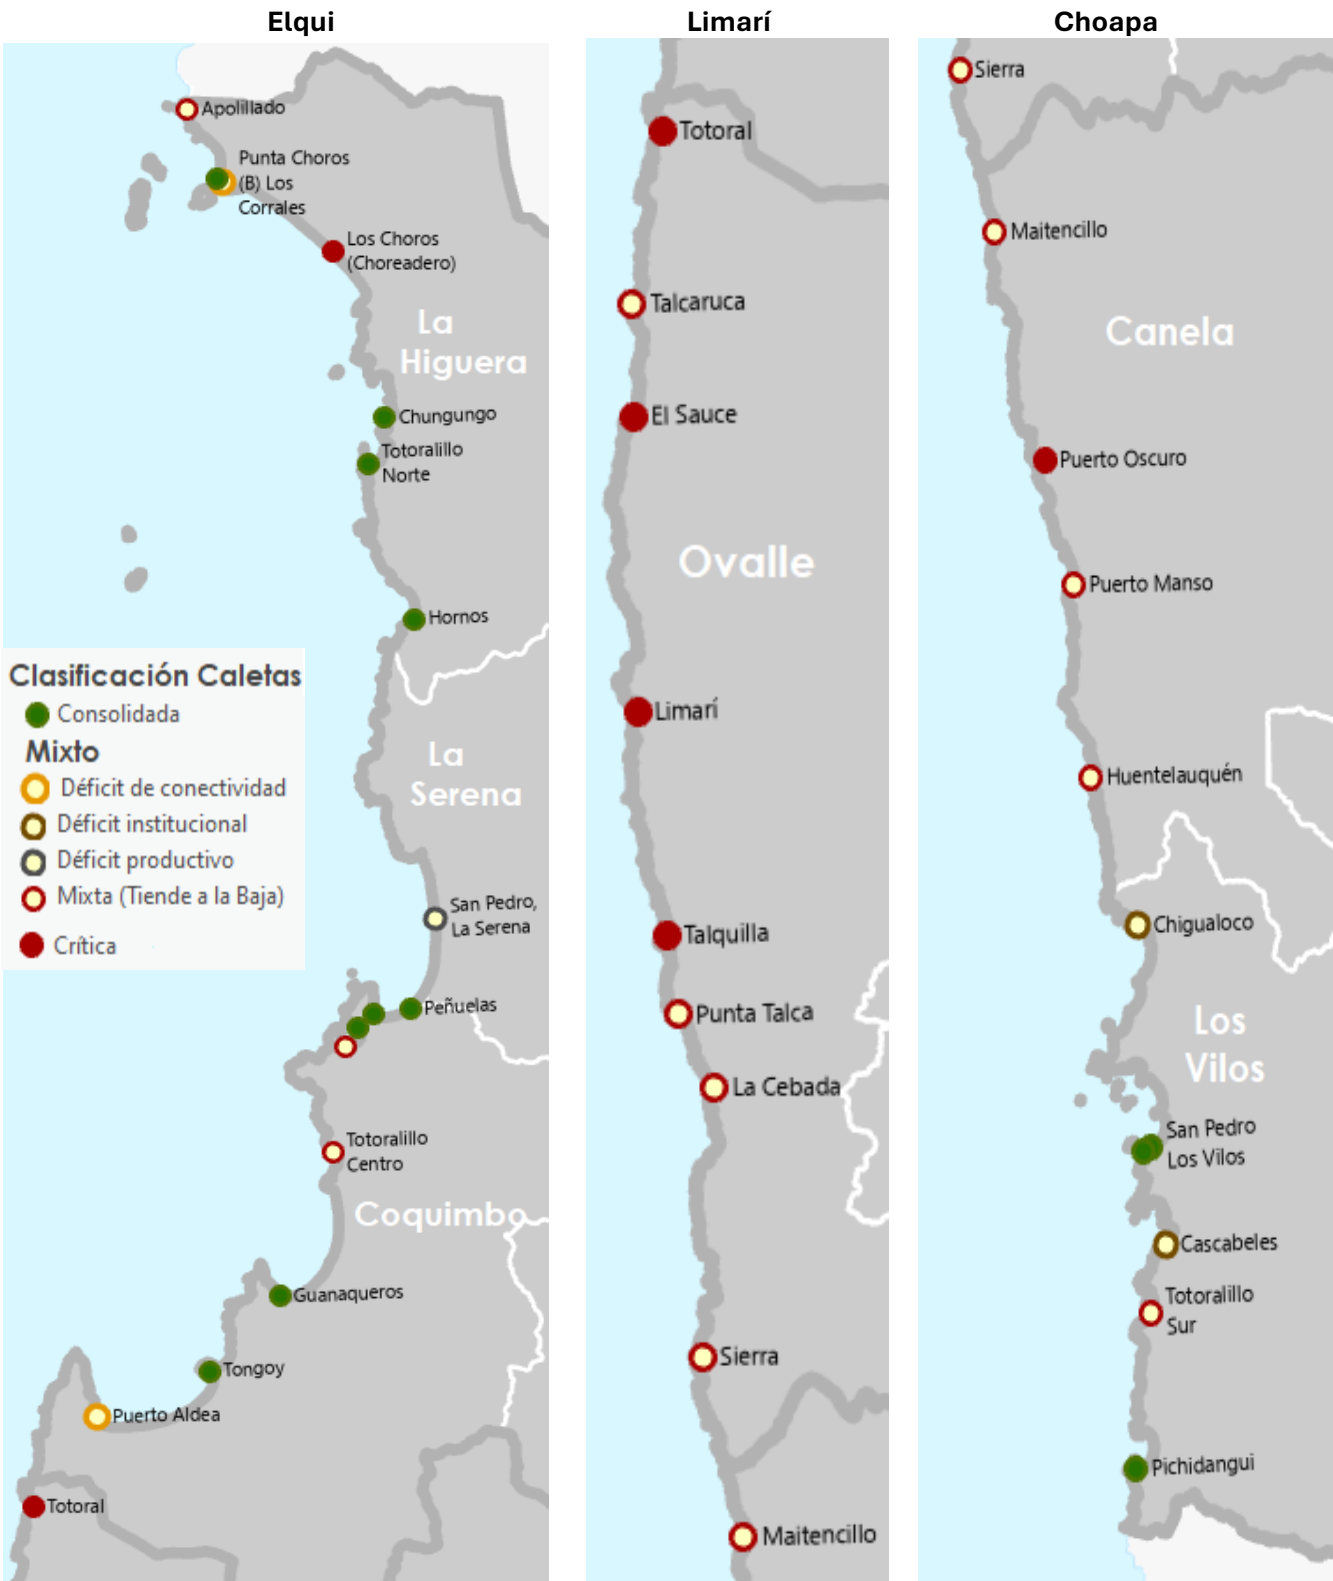 Elqui
Apolillado
Punta Choros
(B) Los
Corrales
Los Choros
(Choreadero)
La
Higuera
Chungungo
Totoralillo
Norte
Hornos
Clasificación Caletas
Consolidada
Mixto
Déficit de conectividad
Déficit institucional
Déficit productivo
Mixta (Tiende a la Baja)
Crítica
La
Serena
San Pedro,
La Serena
Peñuelas
Totoralillo
Centro
Coquimbo
Guanaqueros
Tongoy
Puerto Aldea
Totoral
Limarí
Totoral
Talcaruca
El Sauce
Ovalle
Limarí
Talquilla
Punta Talca
La Cebada
Sierra
Maitencillo
Choapa
Sierra
Maitencillo
Canela
Puerto Oscuro
Puerto Manso
Huentelauquén
Chigualoco
Los
Vilos
San Pedro
Los Vilos
Cascabeles
Totoralillo
Sur
Pichidangui